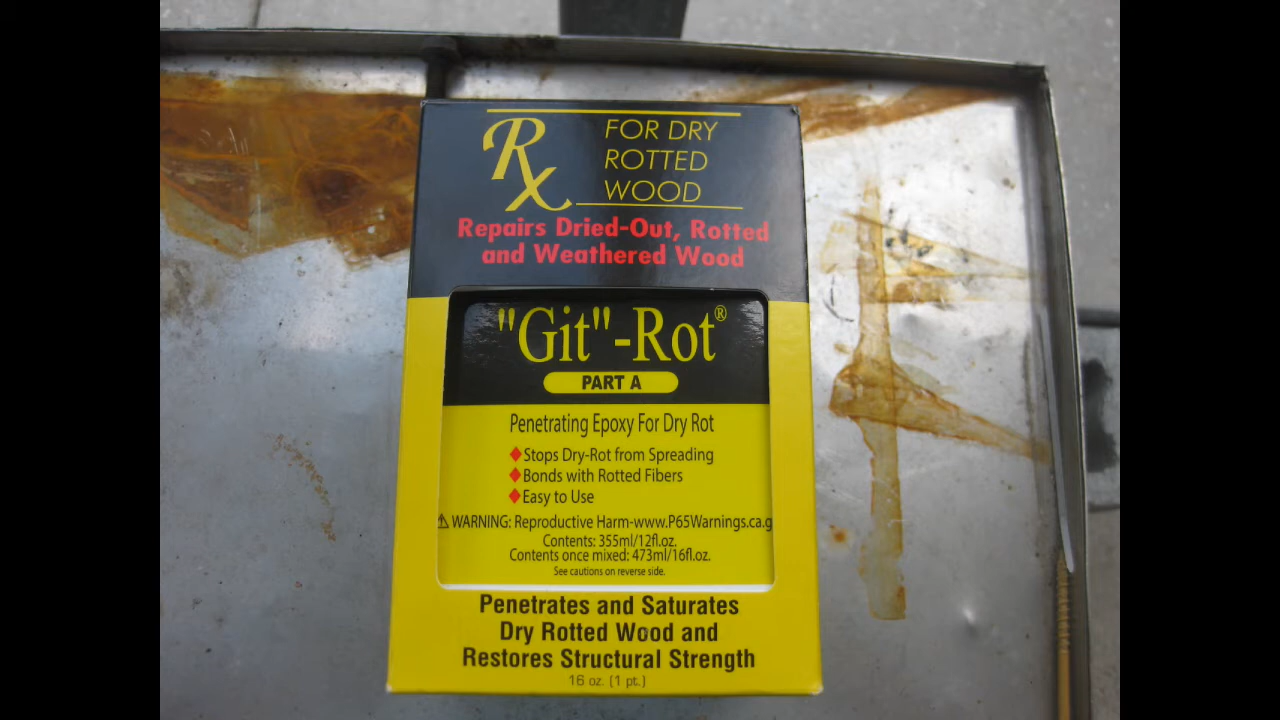 Rx
FOR DRY
ROTTED
WOOD
Repairs Dried-Out, Rotted
and Weathered Wood
"Git"-Rot®
PART A
Penetrating Epoxy For Dry Rot
♦Stops Dry-Rot from Spreading
♦Bonds with Rotted Fibers
♦Easy to Use
⚠ WARNING: Reproductive Harm-www.P65Warnings.ca.g
Contents: 355ml/12fl.oz.
Contents once mixed: 473ml/16fl.oz.
See cautions on reverse side.
Penetrates and Saturates
Dry Rotted Wood and
Restores Structural Strength
16 oz. (1 pt.)